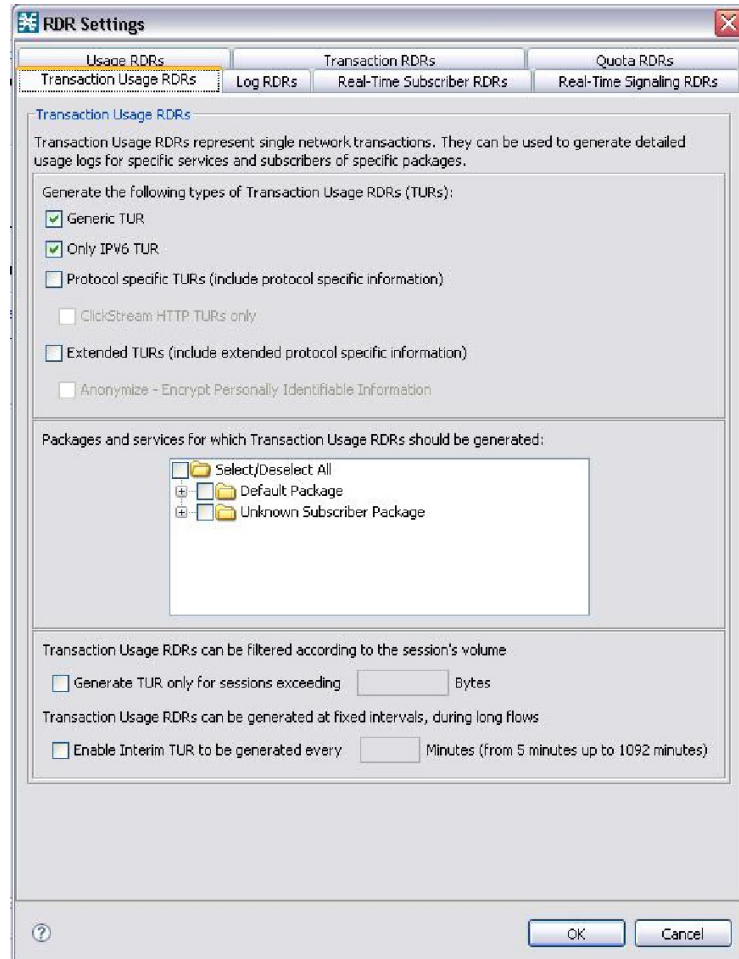 RDR Settings
Usage RDRs
Transaction RDRs
Quota RDRs
Transaction Usage RDRs
Log RDRs
Real-Time Subscriber RDRs
Real-Time Signaling RDRs
Transaction Usage RDRs
Transaction Usage RDRs represent single network transactions. They can be used to generate detailed
usage logs for specific services and subscribers of specific packages.
Generate the following types of Transaction Usage RDRs (TURs):
Generic TUR
Only IPV6 TUR
Protocol specific TURs (include protocol specific information)
ClickStream HTTP TURs only
Extended TURs (include extended protocol specific information)
Anonymize - Encrypt Personally Identifiable Information
Packages and services for which Transaction Usage RDRs should be generated:
Select/Deselect All
Default Package
Unknown Subscriber Package
Transaction Usage RDRs can be filtered according to the session's volume
Generate TUR only for sessions exceeding Bytes
Transaction Usage RDRs can be generated at fixed intervals, during long flows
Enable Interim TUR to be generated every Minutes (from 5 minutes up to 1092 minutes)
?
OK
Cancel